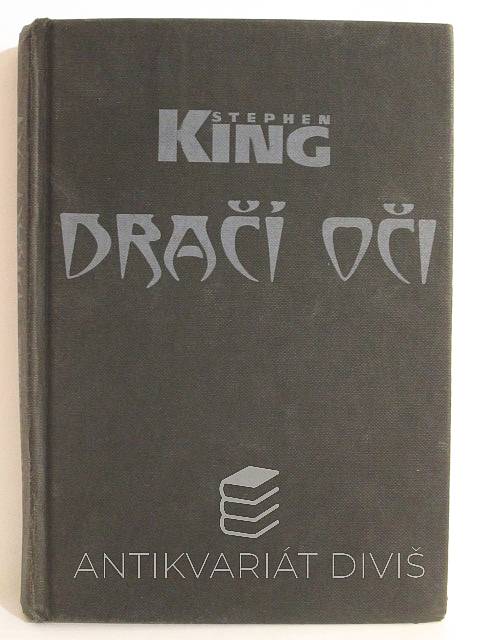 STEPHEN
KING
DRAČÍ OČI
ANTIKVARIÁT DIVIŠ